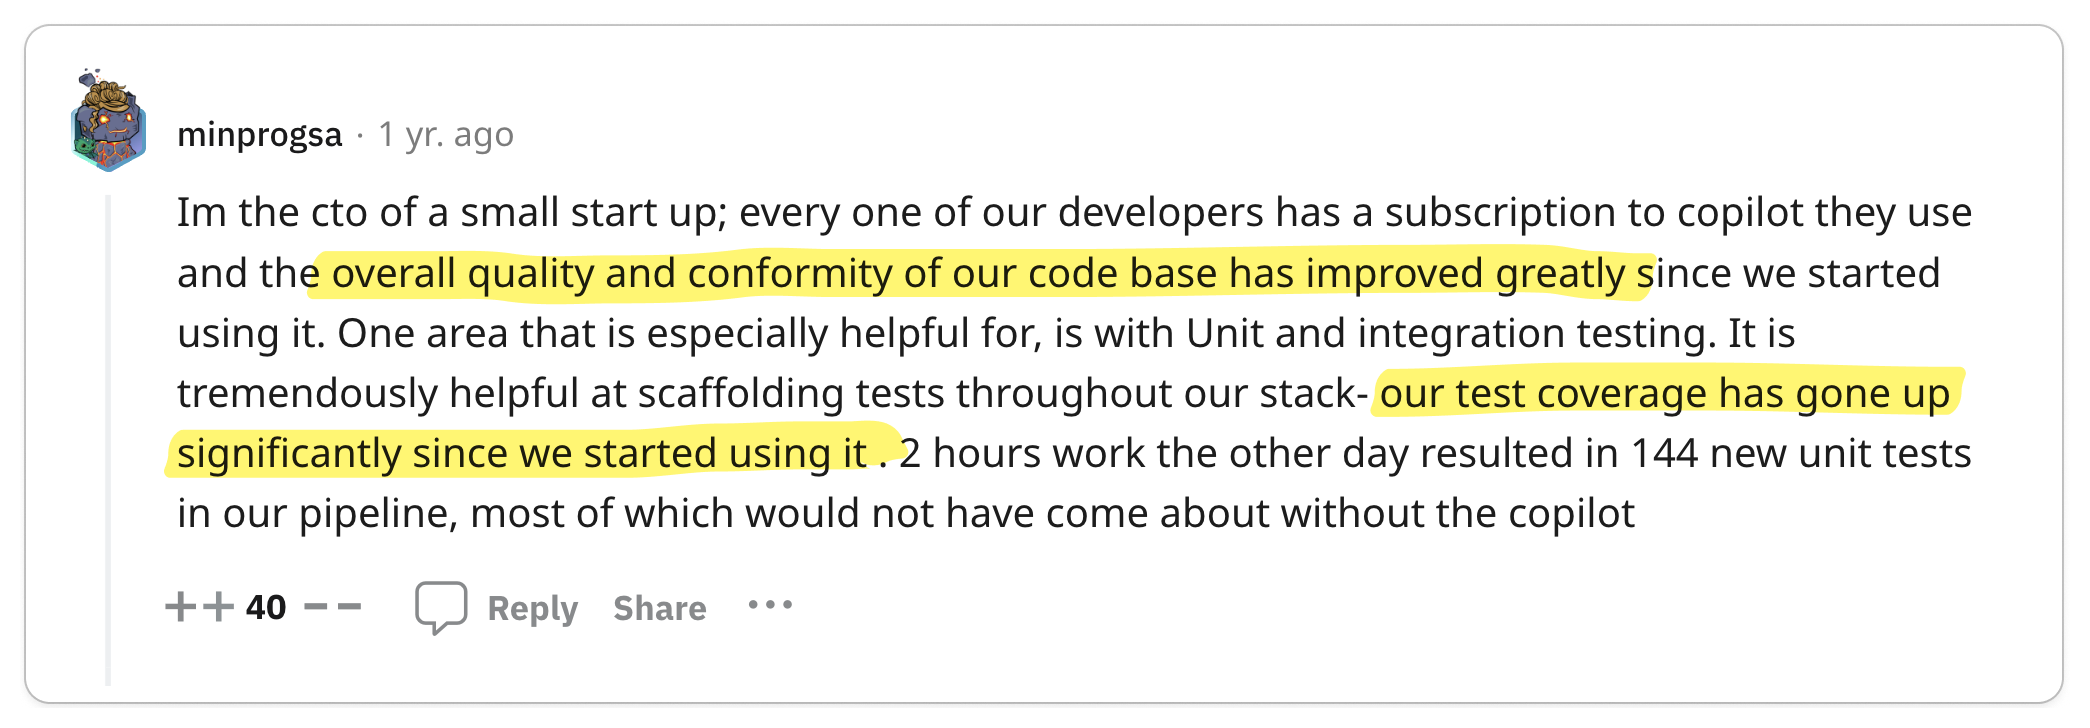 minprogsa · 1 yr. ago
Im the cto of a small start up; every one of our developers has a subscription to copilot they use
and the overall quality and conformity of our code base has improved greatly since we started
using it. One area that is especially helpful for, is with Unit and integration testing. It is
tremendously helpful at scaffolding tests throughout our stack- our test coverage has gone up
significantly since we started using it . 2 hours work the other day resulted in 144 new unit tests
in our pipeline, most of which would not have come about without the copilot
++ 40 -- Reply Share ···